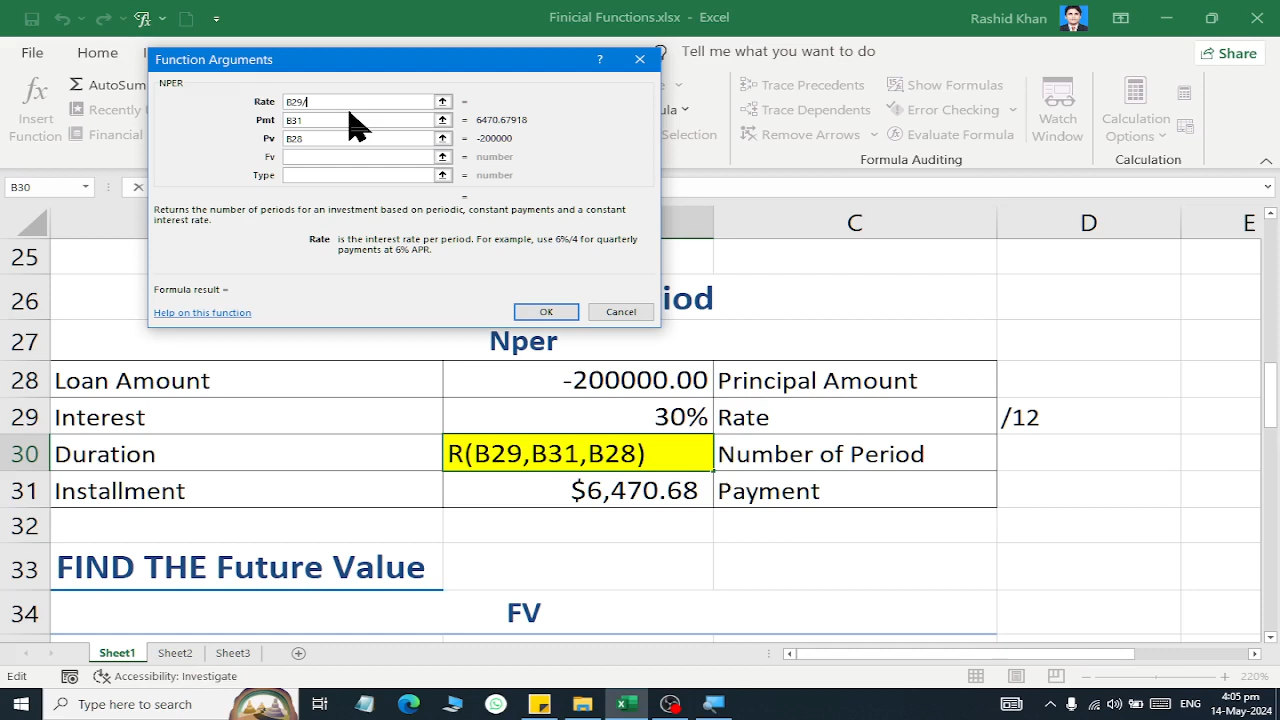 Finicial Functions.xlsx - Excel
Rashid Khan
File
Home
Tell me what you want to do
Share
Function Arguments
?
NPER
Rate B29/ =
Pmt B31 = 6470.67918
Pv B28 = -200000
Fv = number
Type = number
=
Returns the number of periods for an investment based on periodic, constant payments and a constant
interest rate.
Rate is the interest rate per period. For example, use 6%/4 for quarterly
payments at 6% APR.
Formula result =
Help on this function
OK
Cancel
Insert
Function
AutoSum
Recently
Financial
Trace Precedents
Trace Dependents
Remove Arrows
Show Formulas
Error Checking
Evaluate Formula
Formula Auditing
Watch
Window
Calculation
Options
Calculation
Selection
B30
C D E
25
26 iod
27 Nper
28 Loan Amount -200000.00 Principal Amount
29 Interest 30% Rate /12
30 Duration R(B29,B31,B28) Number of Period
31 Installment $6,470.68 Payment
32
33 FIND THE Future Value
34 FV
Sheet1 Sheet2 Sheet3
Edit
Accessibility: Investigate
220%
Type here to search
ENG
4:05 pm
14-May-2024